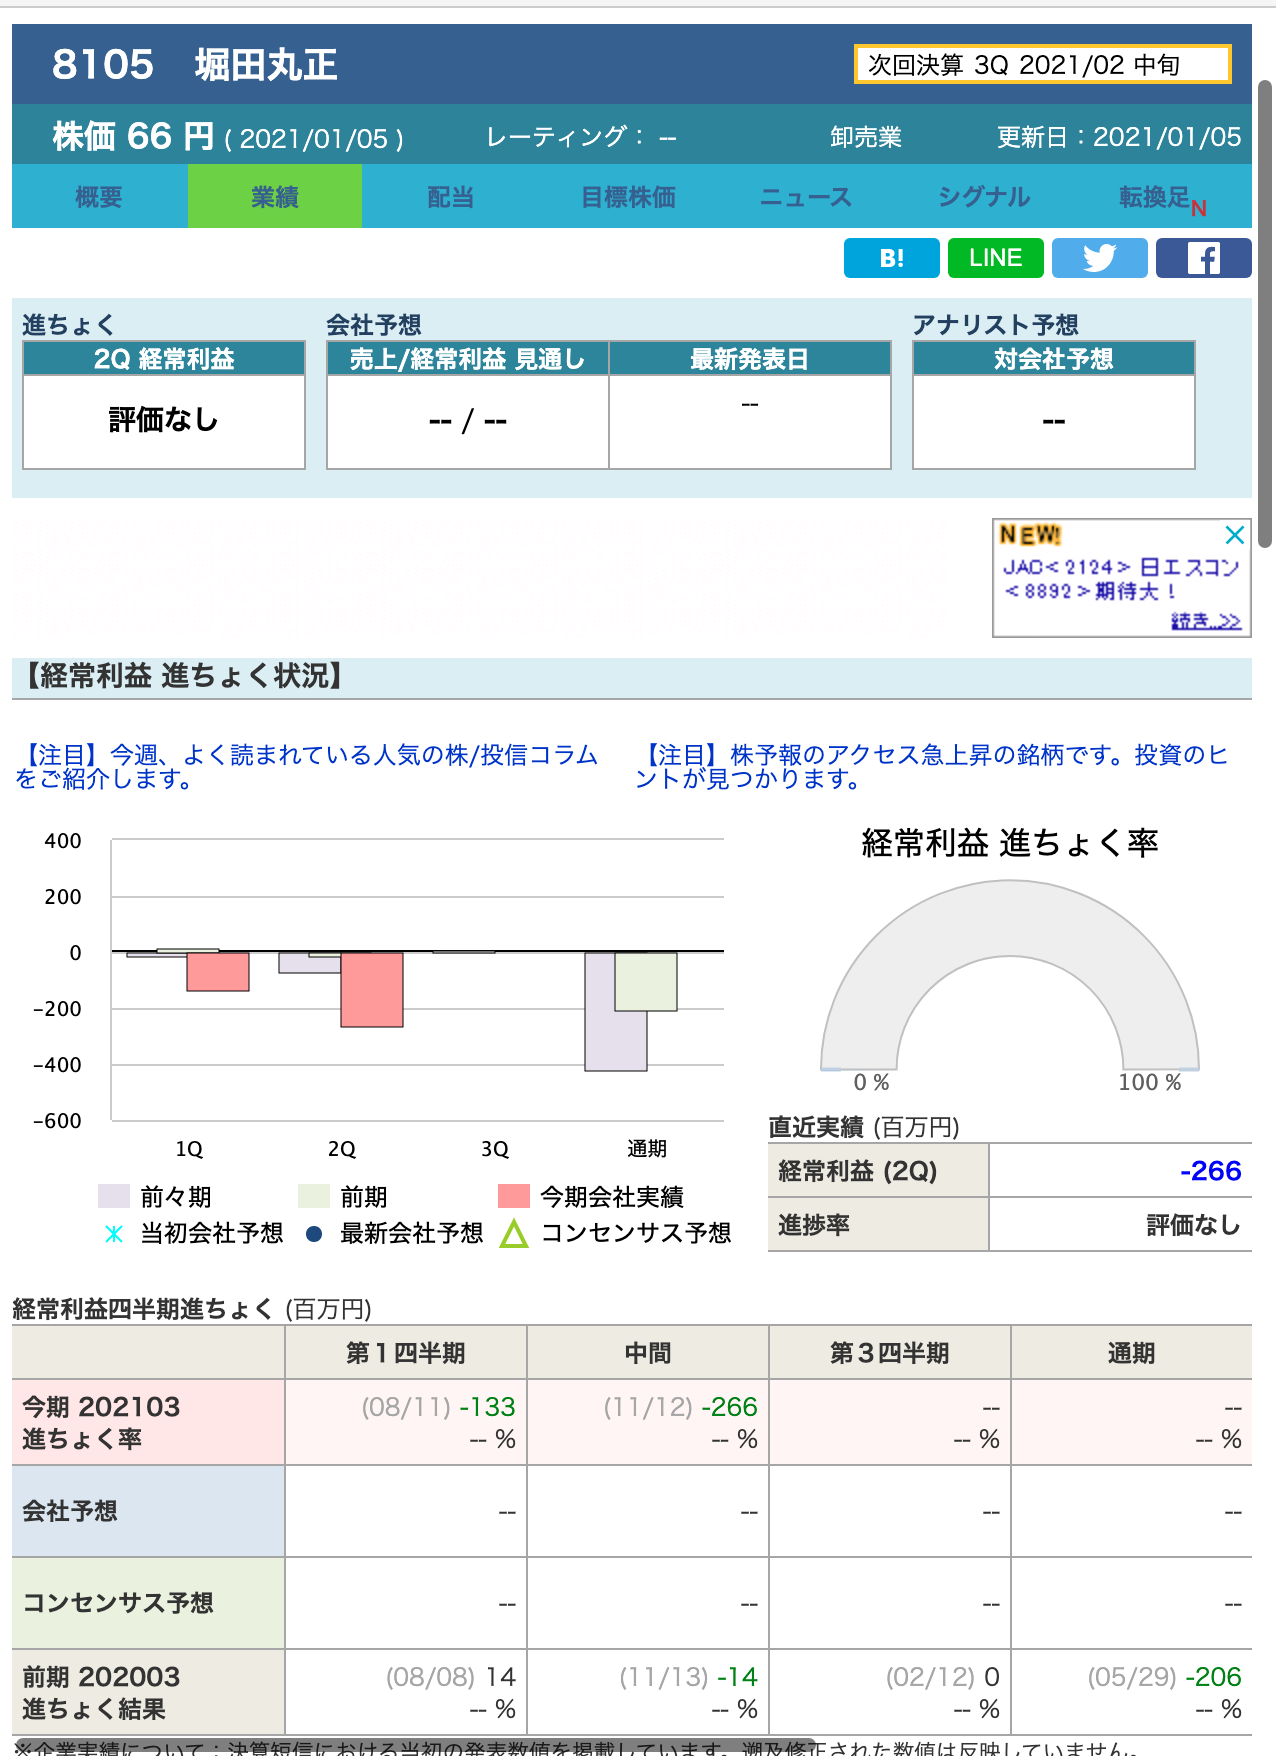 8105 堀田丸正
次回決算 3Q 2021/02 中旬
株価 66 円 ( 2021/01/05 ) レーティング： -- 卸売業 更新日：2021/01/05
概要 業績 配当 目標株価 ニュース シグナル 転換足N
B! LINE
進ちょく 会社予想 アナリスト予想
2Q 経常利益 売上/経常利益 見通し 最新発表日 対会社予想
評価なし -- / -- -- --
NEW!
JAC<2124> 日エスコン
<8892>期待大！
続き..>>
【経常利益 進ちょく状況】
【注目】今週、よく読まれている人気の株/投信コラム
をご紹介します。
【注目】株予報のアクセス急上昇の銘柄です。投資のヒ
ントが見つかります。
400
200
0
-200
-400
-600
1Q 2Q 3Q 通期
前々期 前期 今期会社実績
当初会社予想 最新会社予想 コンセンサス予想
経常利益 進ちょく率
0 % 100 %
直近実績 (百万円)
経常利益 (2Q) -266
進捗率 評価なし
経常利益四半期進ちょく (百万円)
第１四半期 中間 第３四半期 通期
今期 202103 (08/11) -133 (11/12) -266 -- --
進ちょく率 -- % -- % -- % -- %
会社予想 -- -- -- --
コンセンサス予想 -- -- -- --
前期 202003 (08/08) 14 (11/13) -14 (02/12) 0 (05/29) -206
進ちょく結果 -- % -- % -- % -- %
※企業実績について：決算短信における当初の発表数値を掲載しています。遡及修正された数値は反映していません。